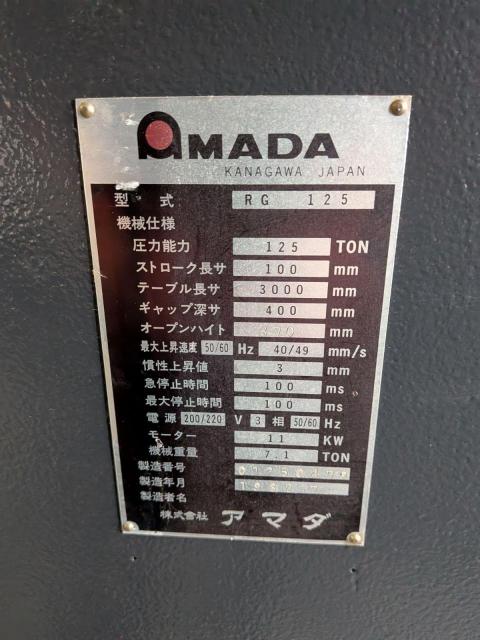 AMADA
KANAGAWA JAPAN
型 式 RG 125
機械仕様
圧力能力 125 TON
ストローク長サ 100 mm
テーブル長サ 3000 mm
ギャップ深サ 400 mm
オープンハイト mm
最大上昇速度 50/60 Hz 40/49 mm/s
慣性上昇値 3 mm
急停止時間 100 ms
最大停止時間 100 ms
電源 200/220 V 3 相 50/60 Hz
モーター 11 KW
機械重量 7.1 TON
製造番号
製造年月
製造者名
株式会社 アマダ